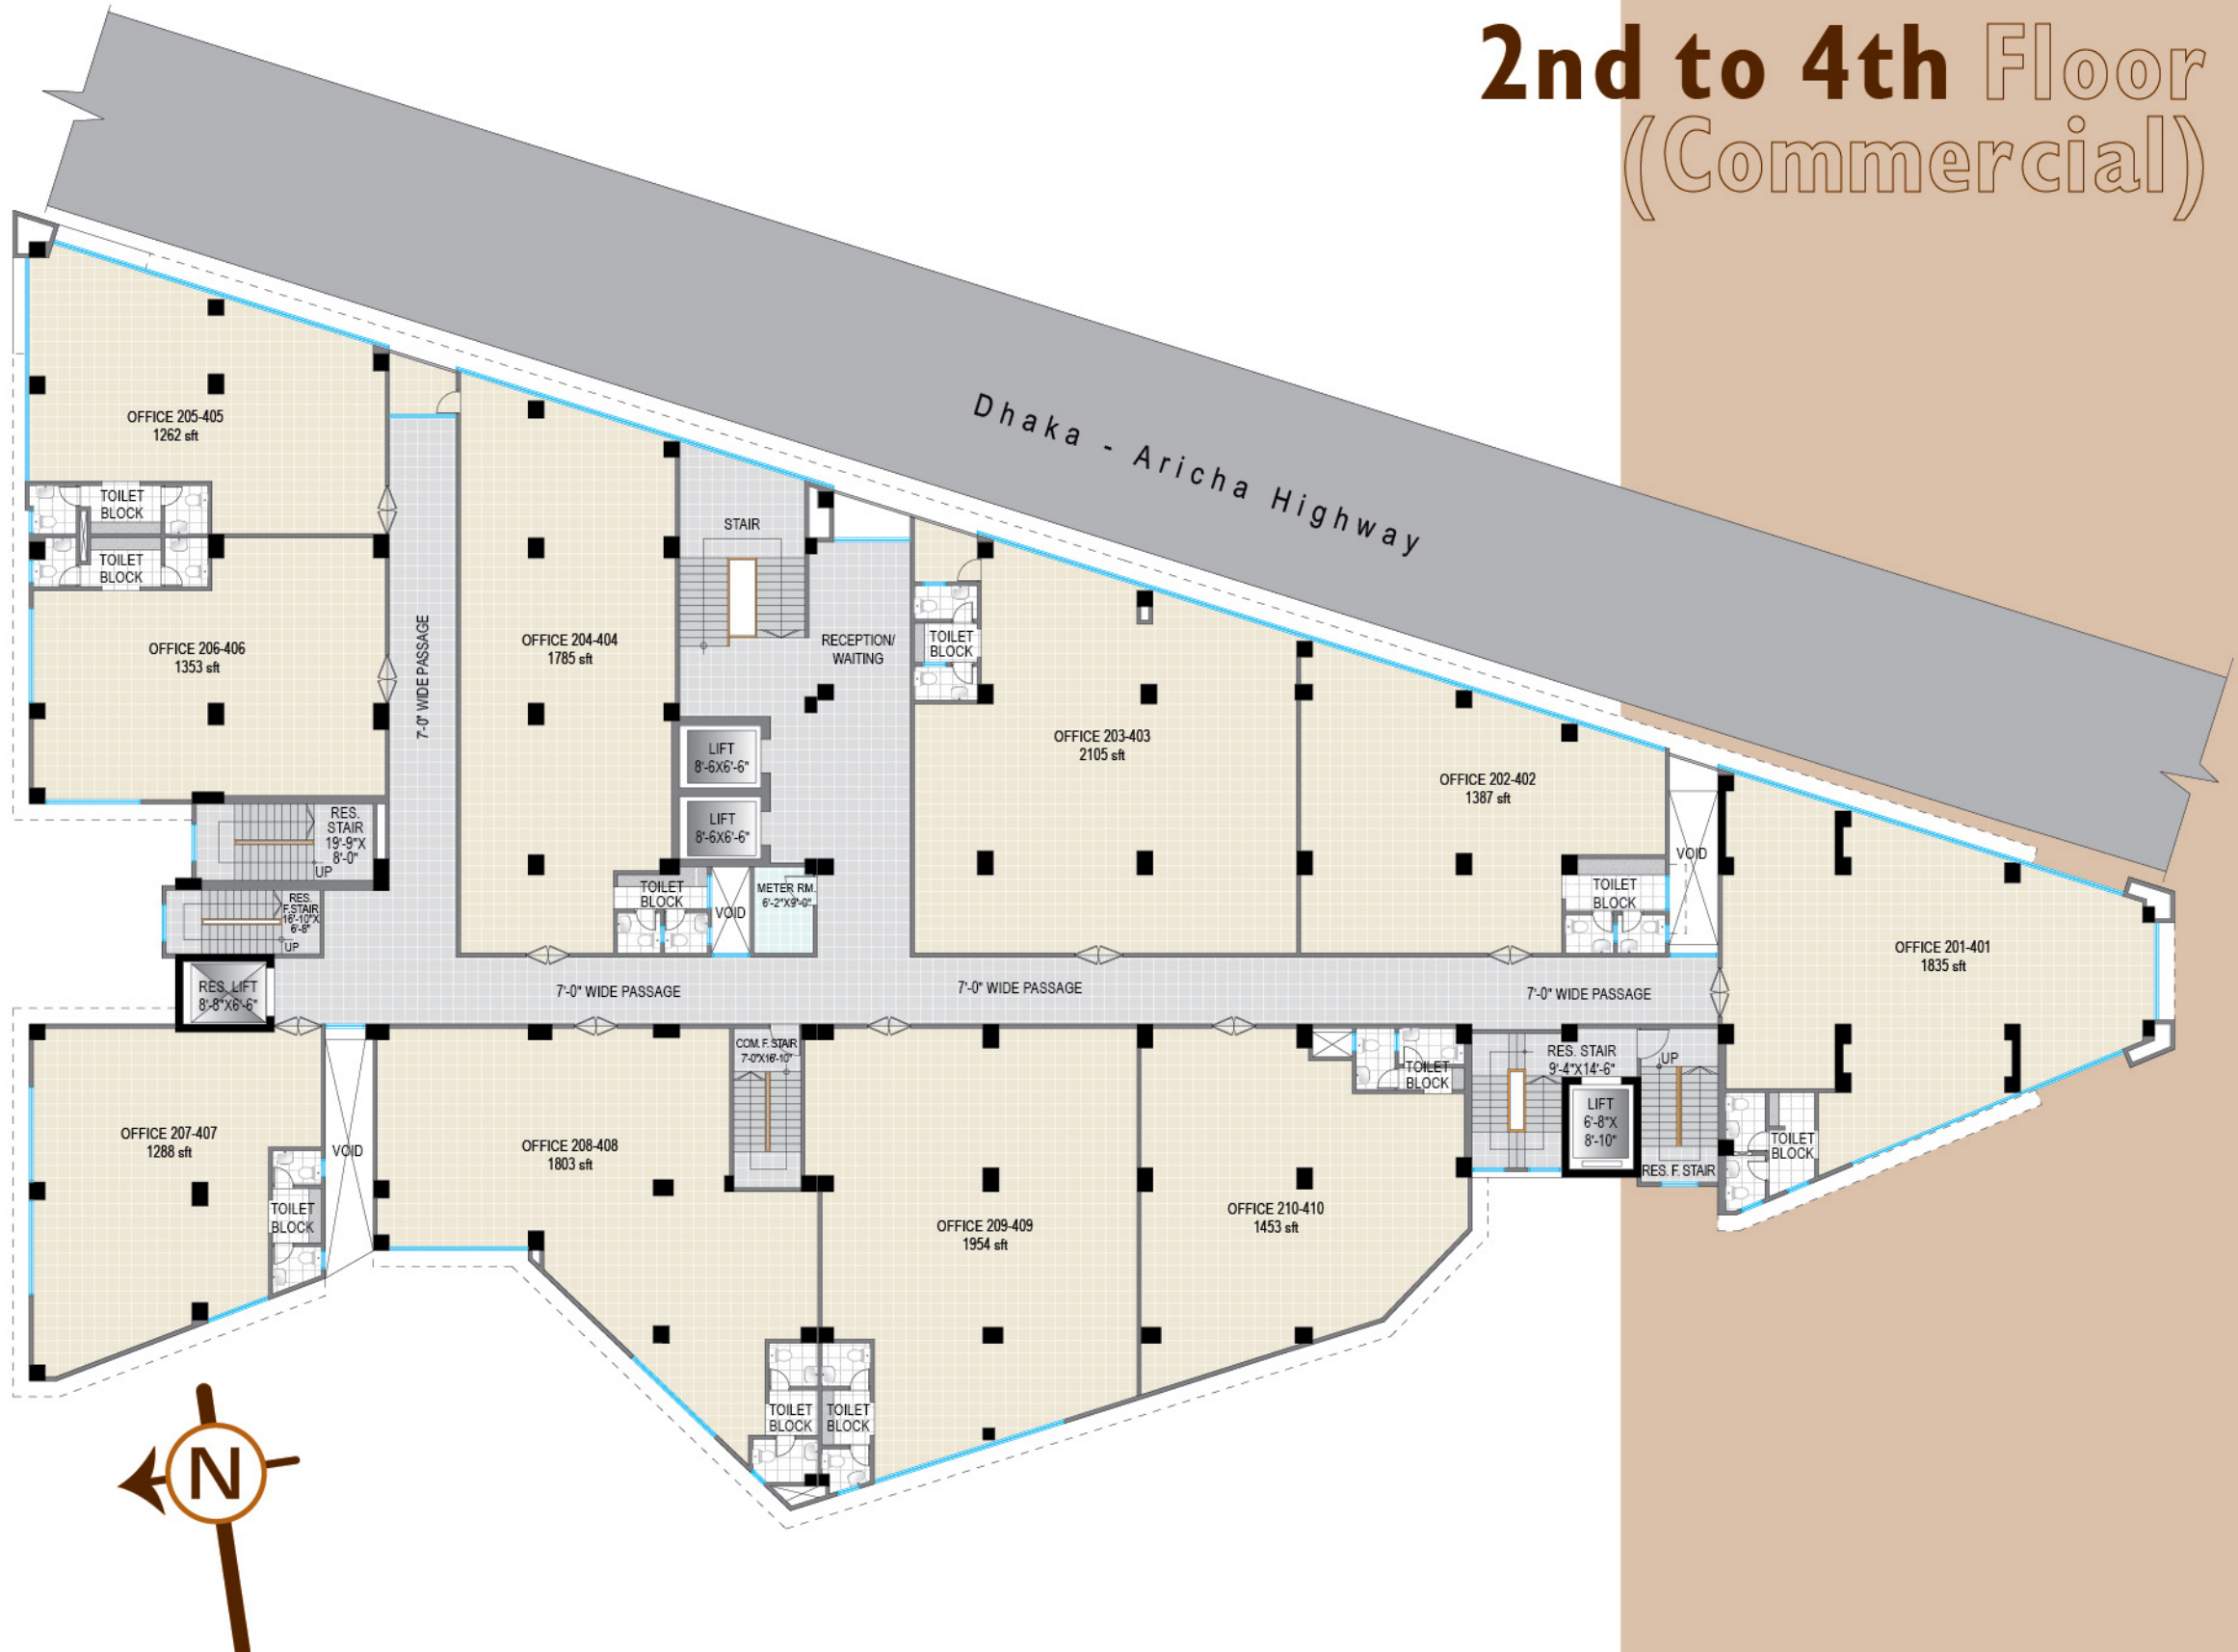 2nd to 4th Floor
(Commercial)
Dhaka - Aricha Highway
OFFICE 205-405
1262 sft
TOILET
BLOCK
TOILET
BLOCK
OFFICE 206-406
1353 sft
7'-0" WIDE PASSAGE
OFFICE 204-404
1785 sft
STAIR
RECEPTION/
WAITING
LIFT
8'-6X6'-6"
LIFT
8'-6X6'-6"
TOILET
BLOCK
VOID
METER RM.
6'-2"X9'-0"
TOILET
BLOCK
OFFICE 203-403
2105 sft
OFFICE 202-402
1387 sft
TOILET
BLOCK
VOID
OFFICE 201-401
1835 sft
RES.
STAIR
19'-9"X
8'-0"
UP
RES.
F.STAIR
16'-10"X
6'-8"
UP
RES. LIFT
8'-8"X6'-6"
7'-0" WIDE PASSAGE
7'-0" WIDE PASSAGE
7'-0" WIDE PASSAGE
OFFICE 207-407
1288 sft
TOILET
BLOCK
VOID
OFFICE 208-408
1803 sft
COM. F. STAIR
7'-0"X16'-10"
TOILET
BLOCK
TOILET
BLOCK
OFFICE 209-409
1954 sft
OFFICE 210-410
1453 sft
TOILET
BLOCK
RES. STAIR
9'-4"X14'-6"
LIFT
6'-8"X
8'-10"
UP
RES. F. STAIR
TOILET
BLOCK
N